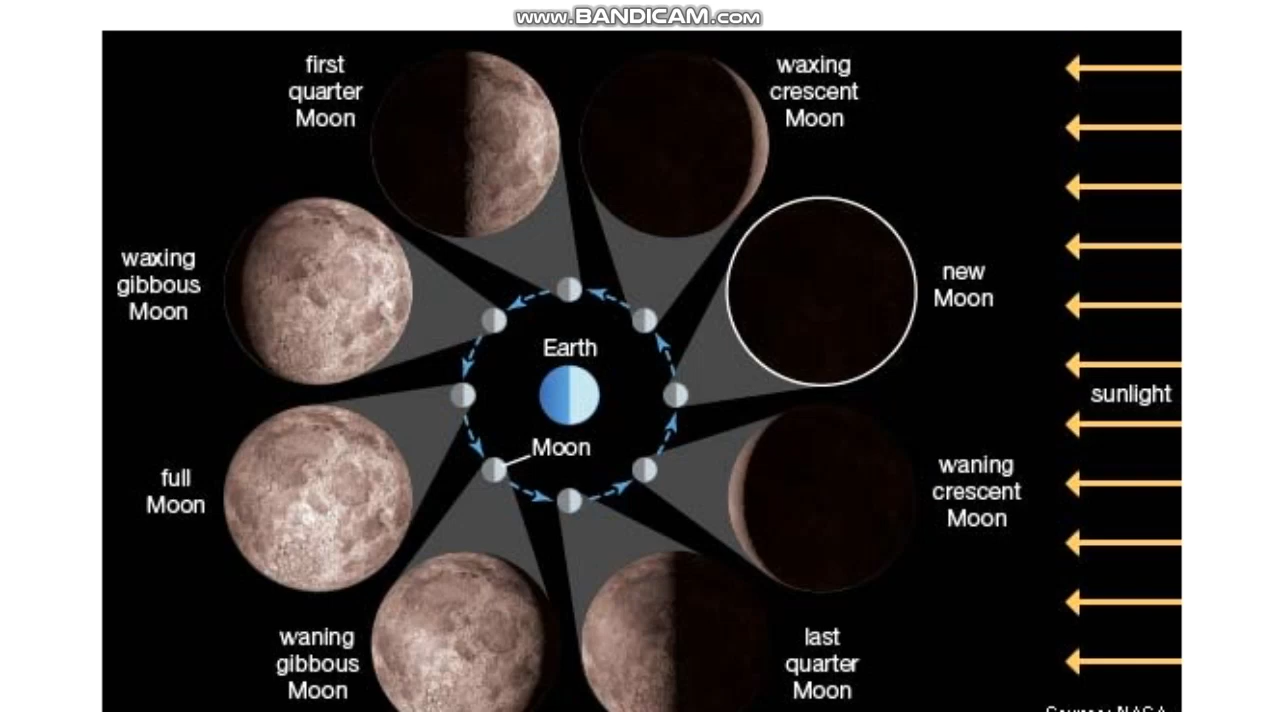 www.BANDICAM.com
first
quarter
Moon
waxing
crescent
Moon
waxing
gibbous
Moon
new
Moon
Earth
sunlight
Moon
full
Moon
waning
crescent
Moon
waning
gibbous
Moon
last
quarter
Moon